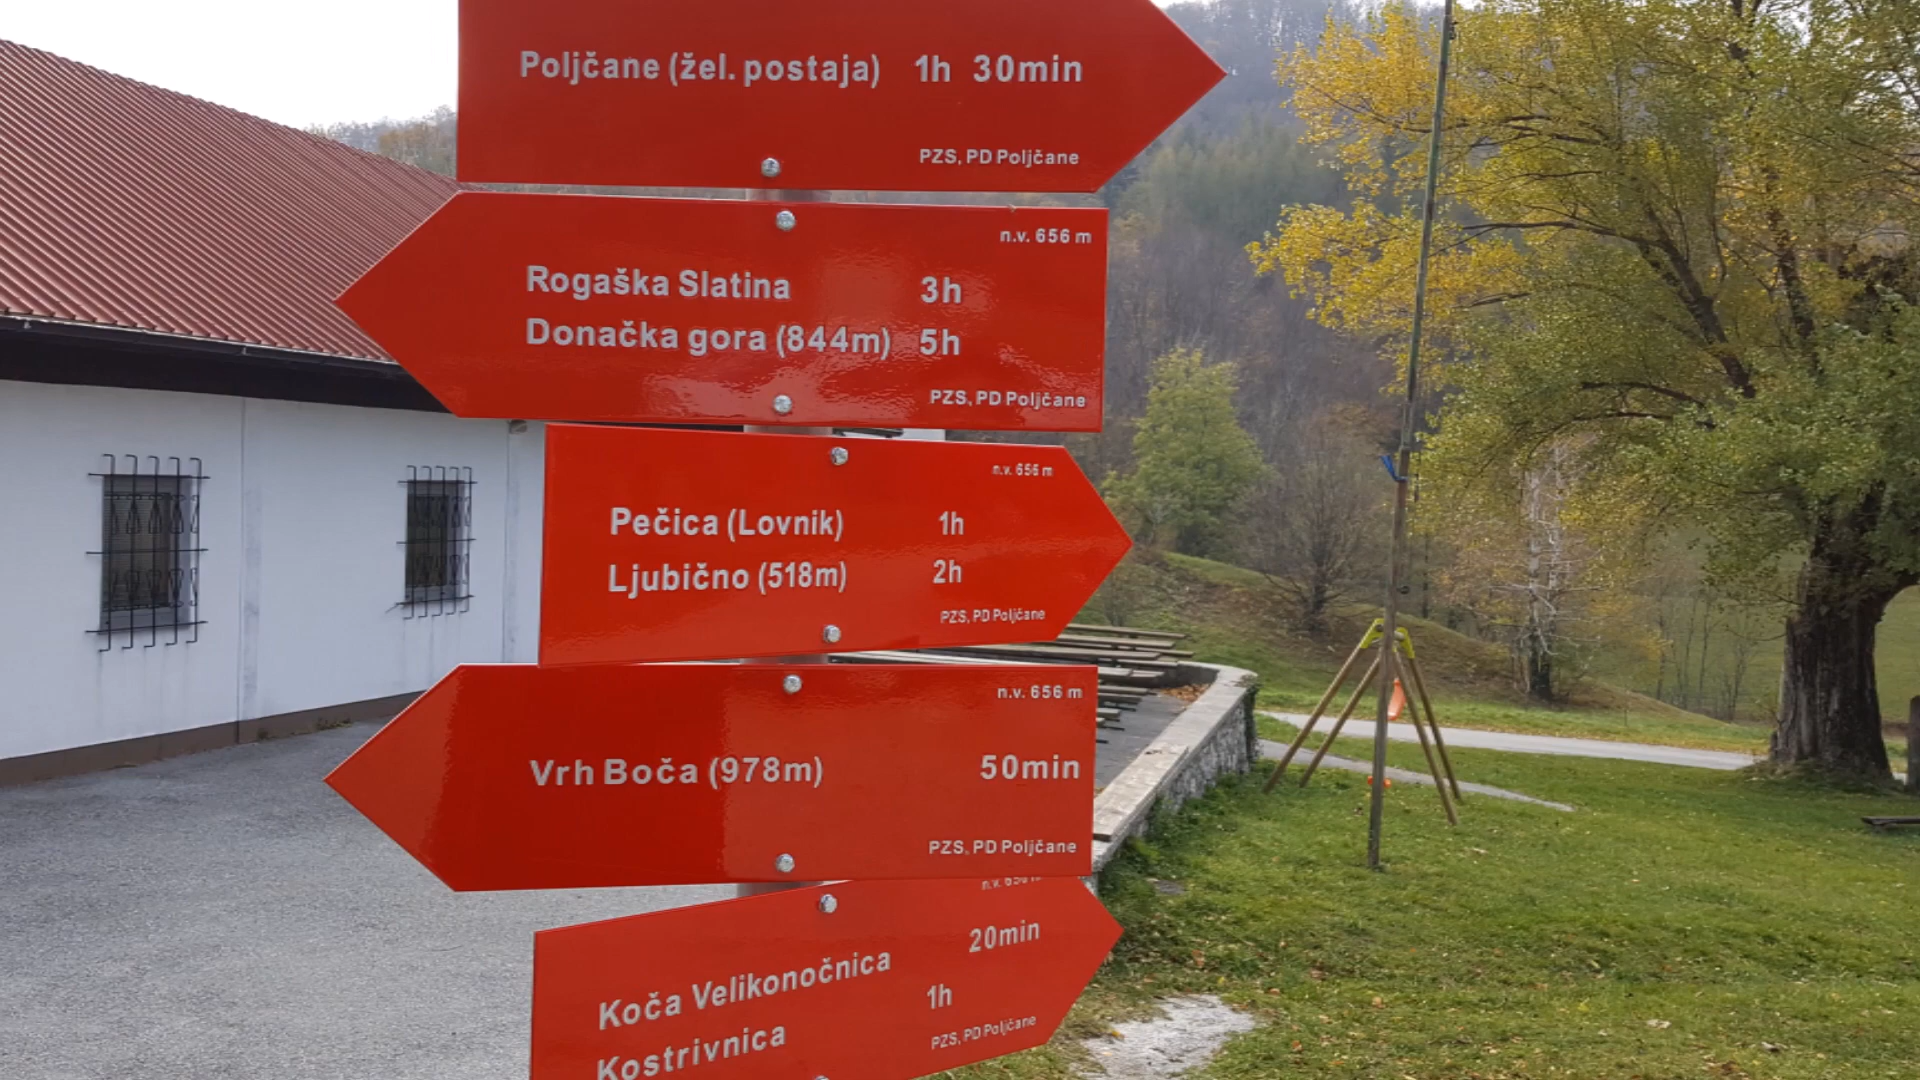 Poljčane (žel. postaja) 1h 30min
PZS, PD Poljčane
n.v. 656 m
Rogaška Slatina 3h
Donačka gora (844m) 5h
PZS, PD Poljčane
n.v. 656 m
Pečica (Lovnik) 1h
Ljubično (518m) 2h
PZS, PD Poljčane
n.v. 656 m
Vrh Boča (978m) 50min
PZS, PD Poljčane
n.v. 656 m
Koča Velikonočnica 20min
Kostrivnica 1h
PZS, PD Poljčane